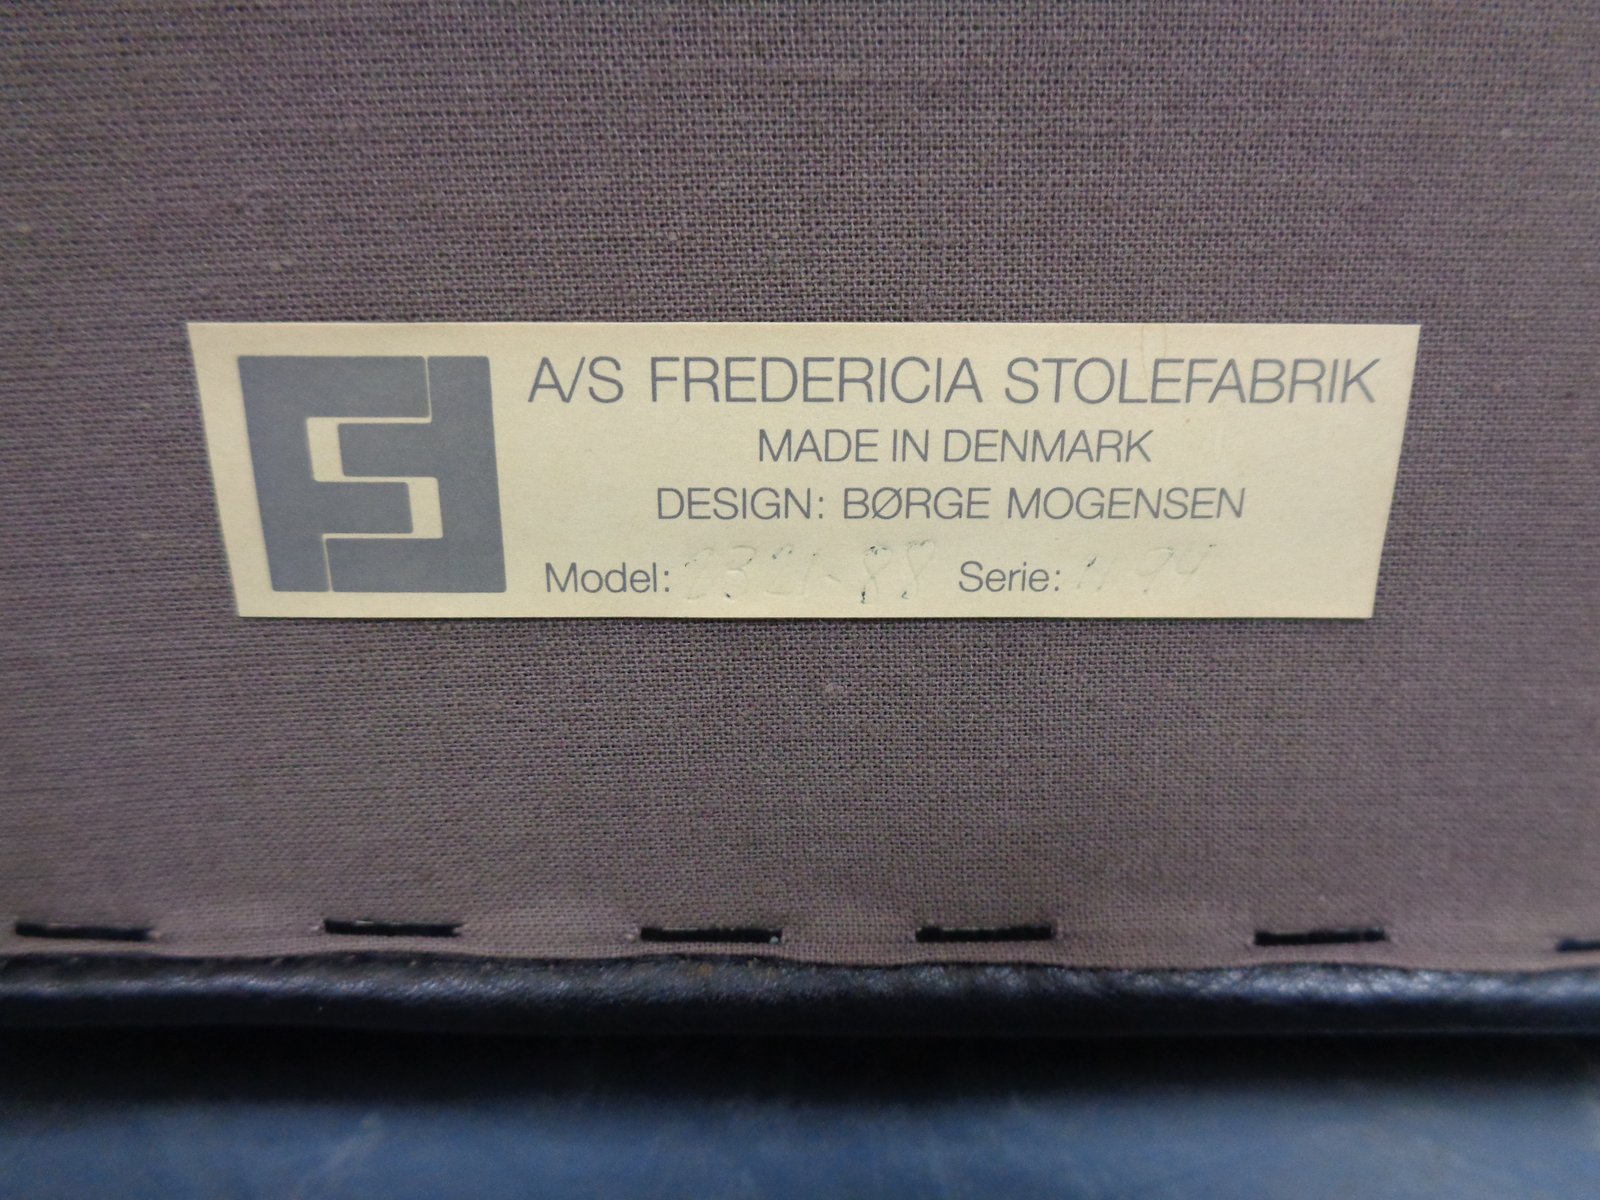 A/S FREDERICIA STOLEFABRIK
MADE IN DENMARK
DESIGN: BØRGE MOGENSEN
Model: Serie: